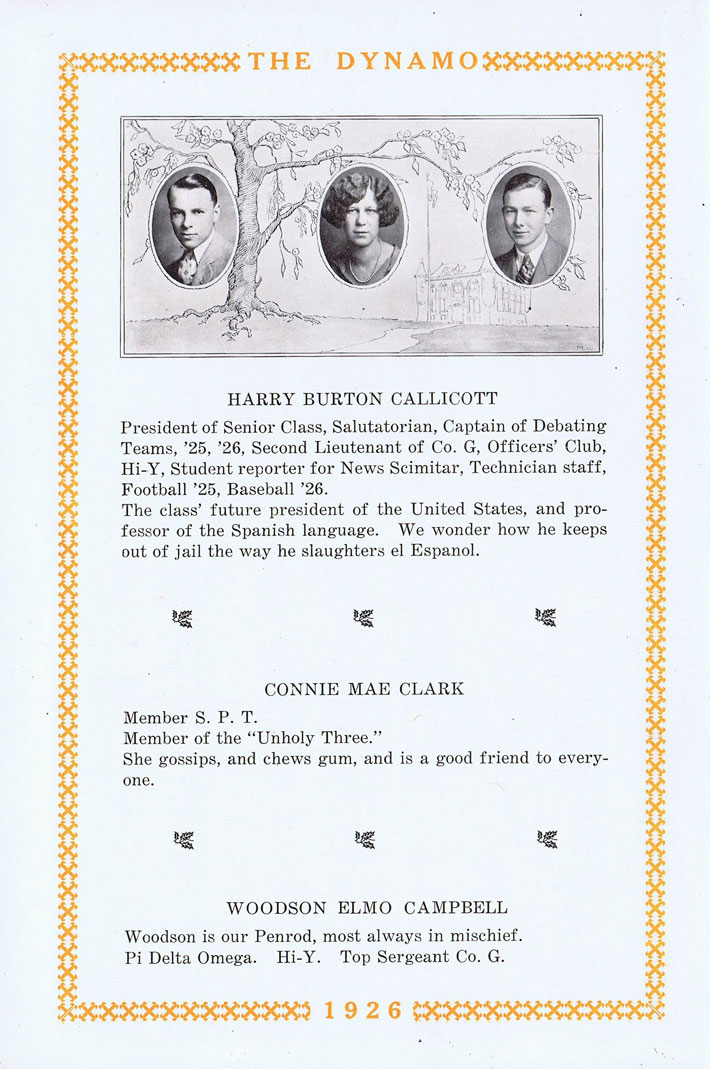 THE DYNAMO
M.W.
HARRY BURTON CALLICOTT
President of Senior Class, Salutatorian, Captain of Debating
Teams, ’25, ’26, Second Lieutenant of Co. G, Officers’ Club,
Hi-Y, Student reporter for News Scimitar, Technician staff,
Football ’25, Baseball ’26.
The class’ future president of the United States, and pro-
fessor of the Spanish language. We wonder how he keeps
out of jail the way he slaughters el Espanol.
CONNIE MAE CLARK
Member S. P. T.
Member of the “Unholy Three.”
She gossips, and chews gum, and is a good friend to every-
one.
WOODSON ELMO CAMPBELL
Woodson is our Penrod, most always in mischief.
Pi Delta Omega. Hi-Y. Top Sergeant Co. G.
1926